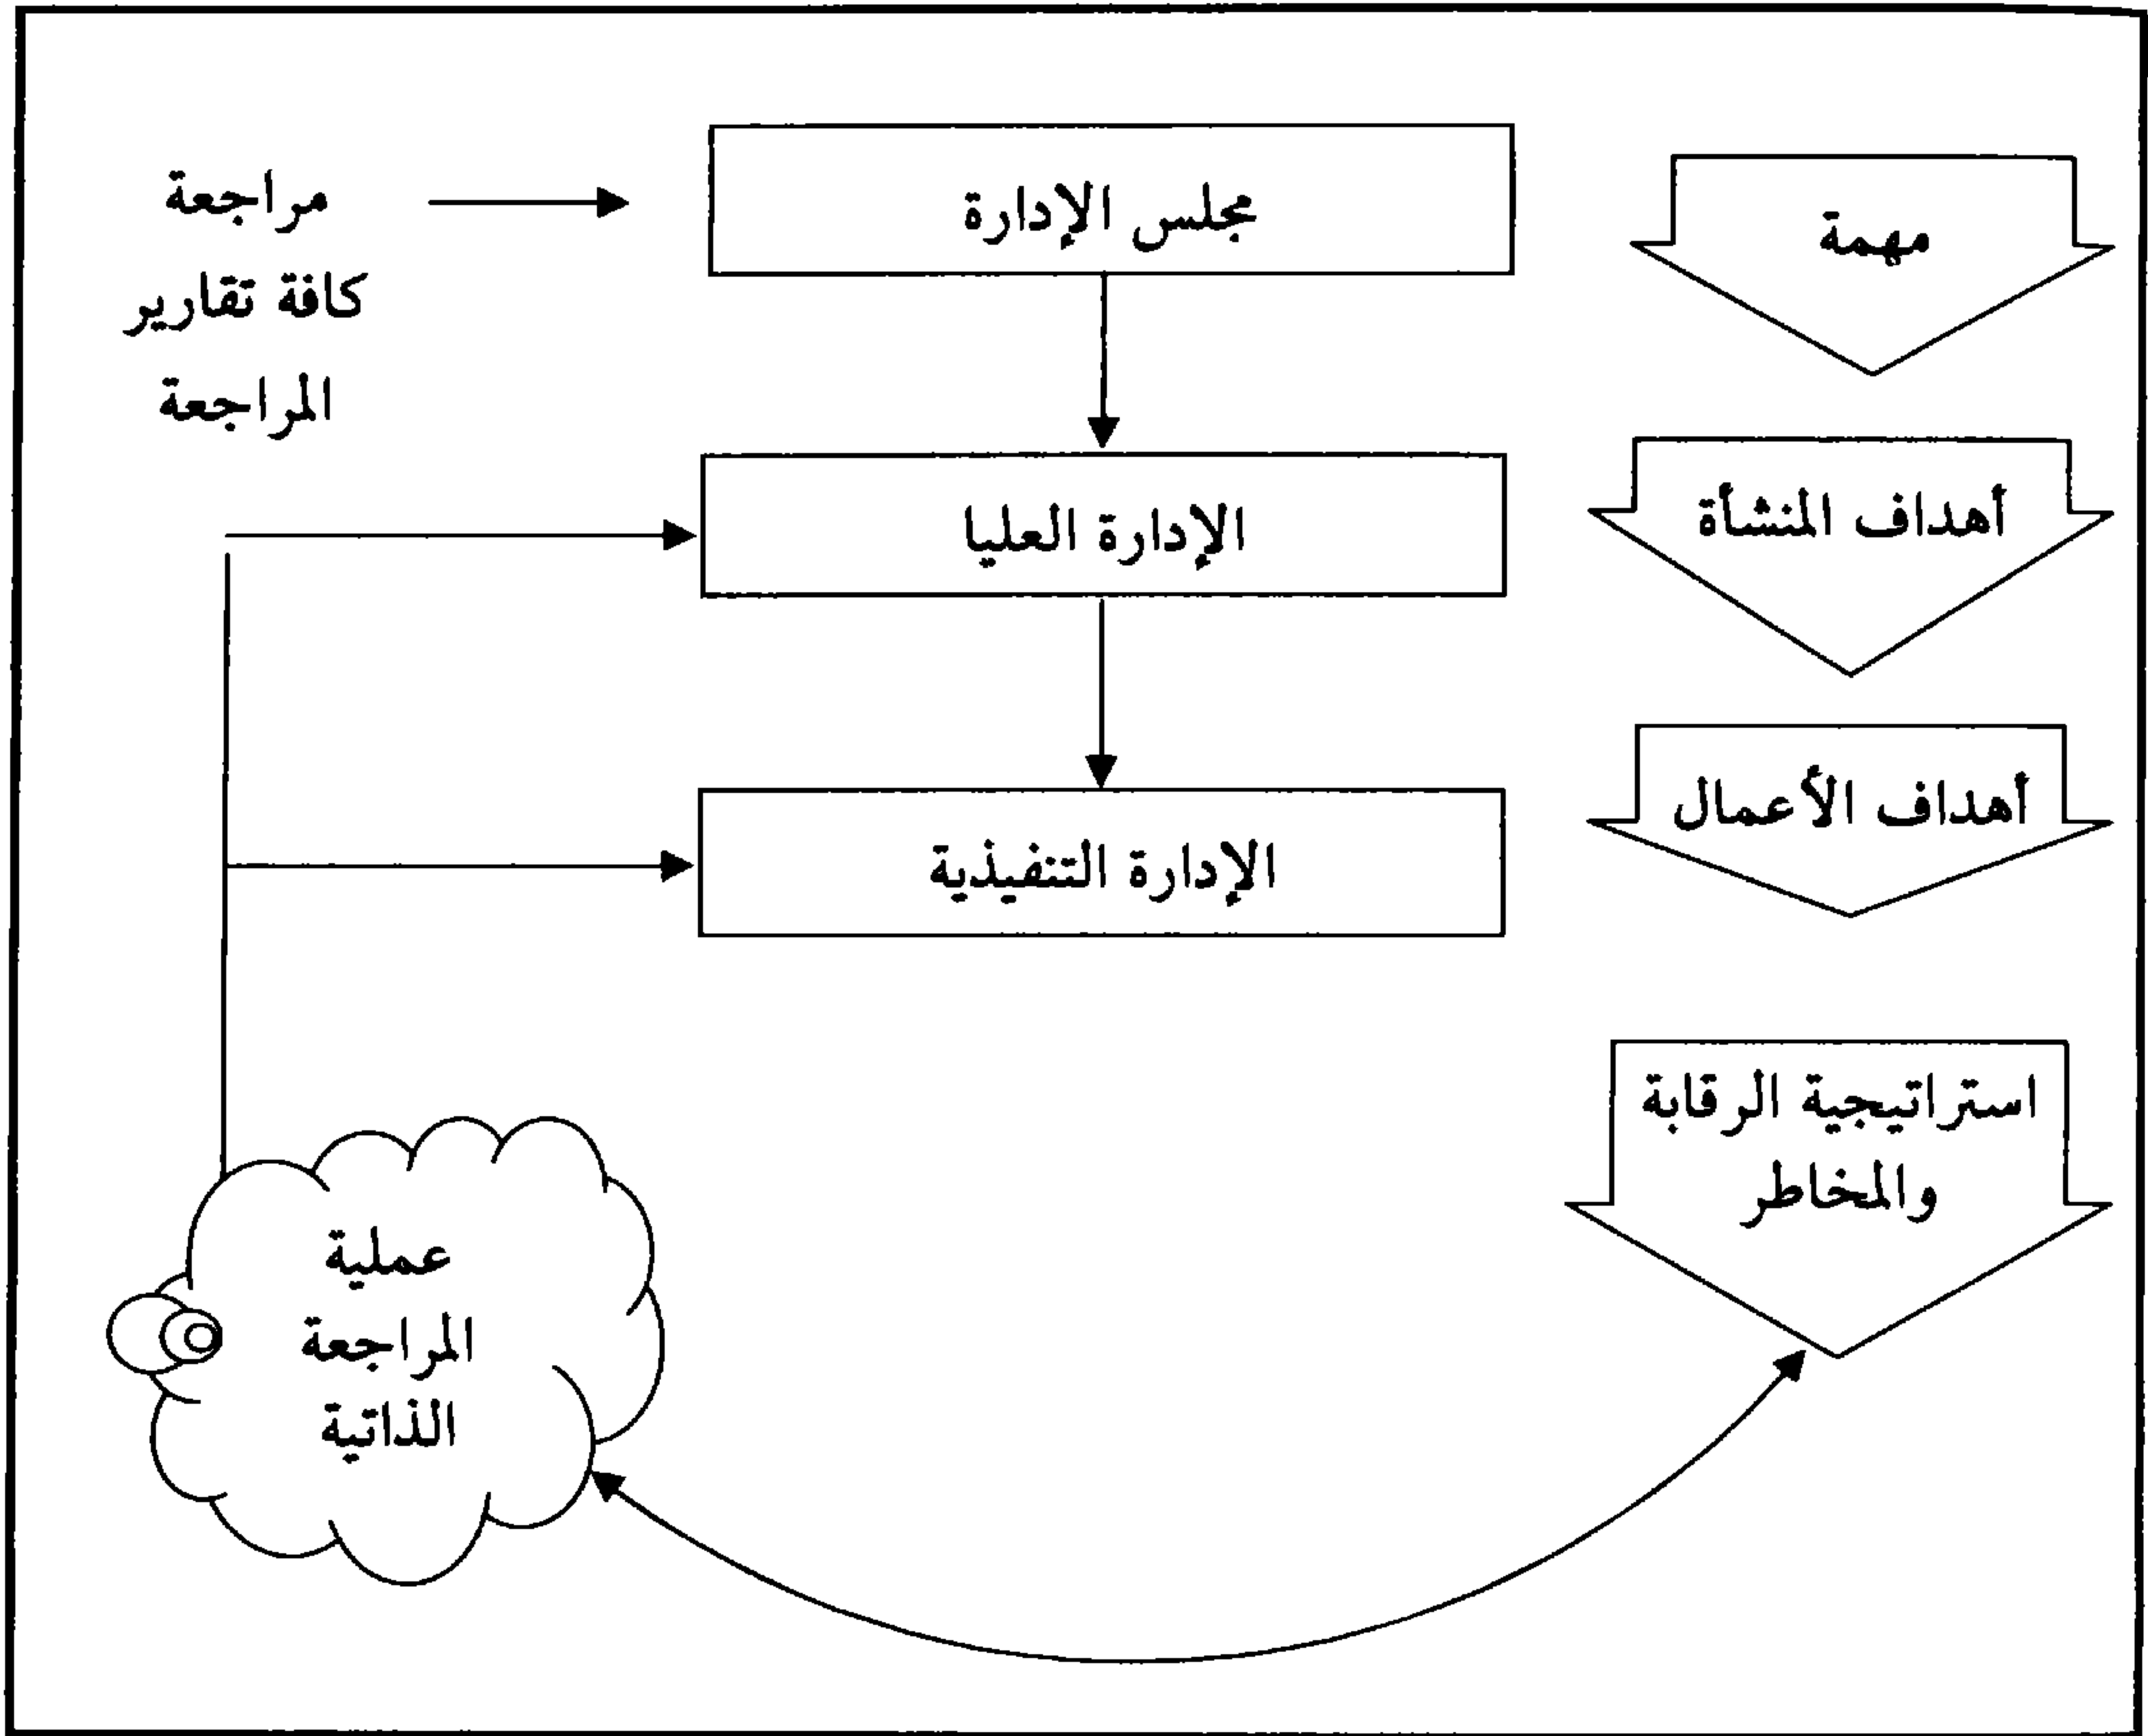 مهمة
مجلس الإدارة
مراجعة
كافة تقارير
المراجعة
أهداف المنشأة
الإدارة العليا
أهداف الأعمال
الإدارة التنفيذية
استراتيجية الرقابة
والمخاطر
عملية
المراجعة
الذاتية